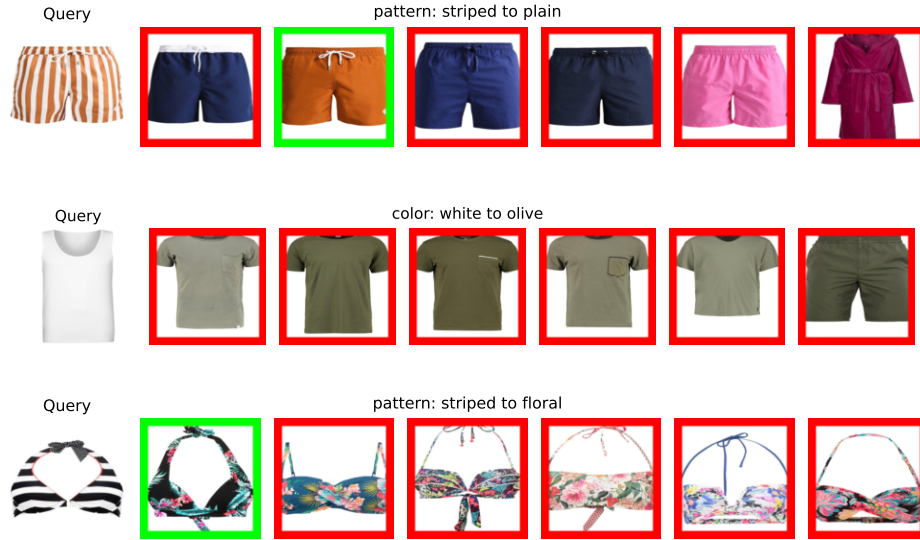 Query
pattern: striped to plain
Query
color: white to olive
Query
pattern: striped to floral